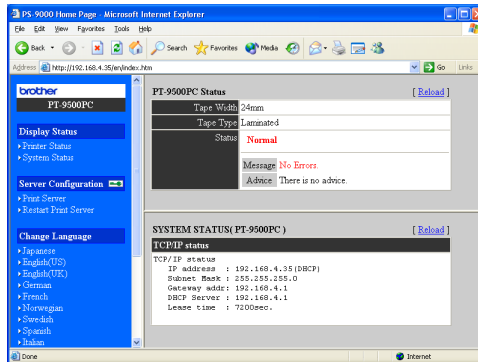 PS-9000 Home Page - Microsoft Internet Explorer
File Edit View Favorites Tools Help
Back Search Favorites Media
Address http://192.168.4.35/en/index.htm Go Links
brother
PT-9500PC
Display Status
Printer Status
System Status
Server Configuration
Print Server
Restart Print Server
Change Language
Japanese
English(US)
English(UK)
German
French
Norwegian
Swedish
Spanish
Italian
PT-9500PC Status [ Reload ]
Tape Width 24mm
Tape Type Laminated
Status Normal
Message No Errors.
Advice There is no advice.
SYSTEM STATUS( PT-9500PC ) [ Reload ]
TCP/IP status
TCP/IP status
IP address : 192.168.4.35(DHCP)
Subnet Mask : 255.255.255.0
Gateway addr: 192.168.4.1
DHCP Server : 192.168.4.1
Lease time : 7200sec.
Done Internet